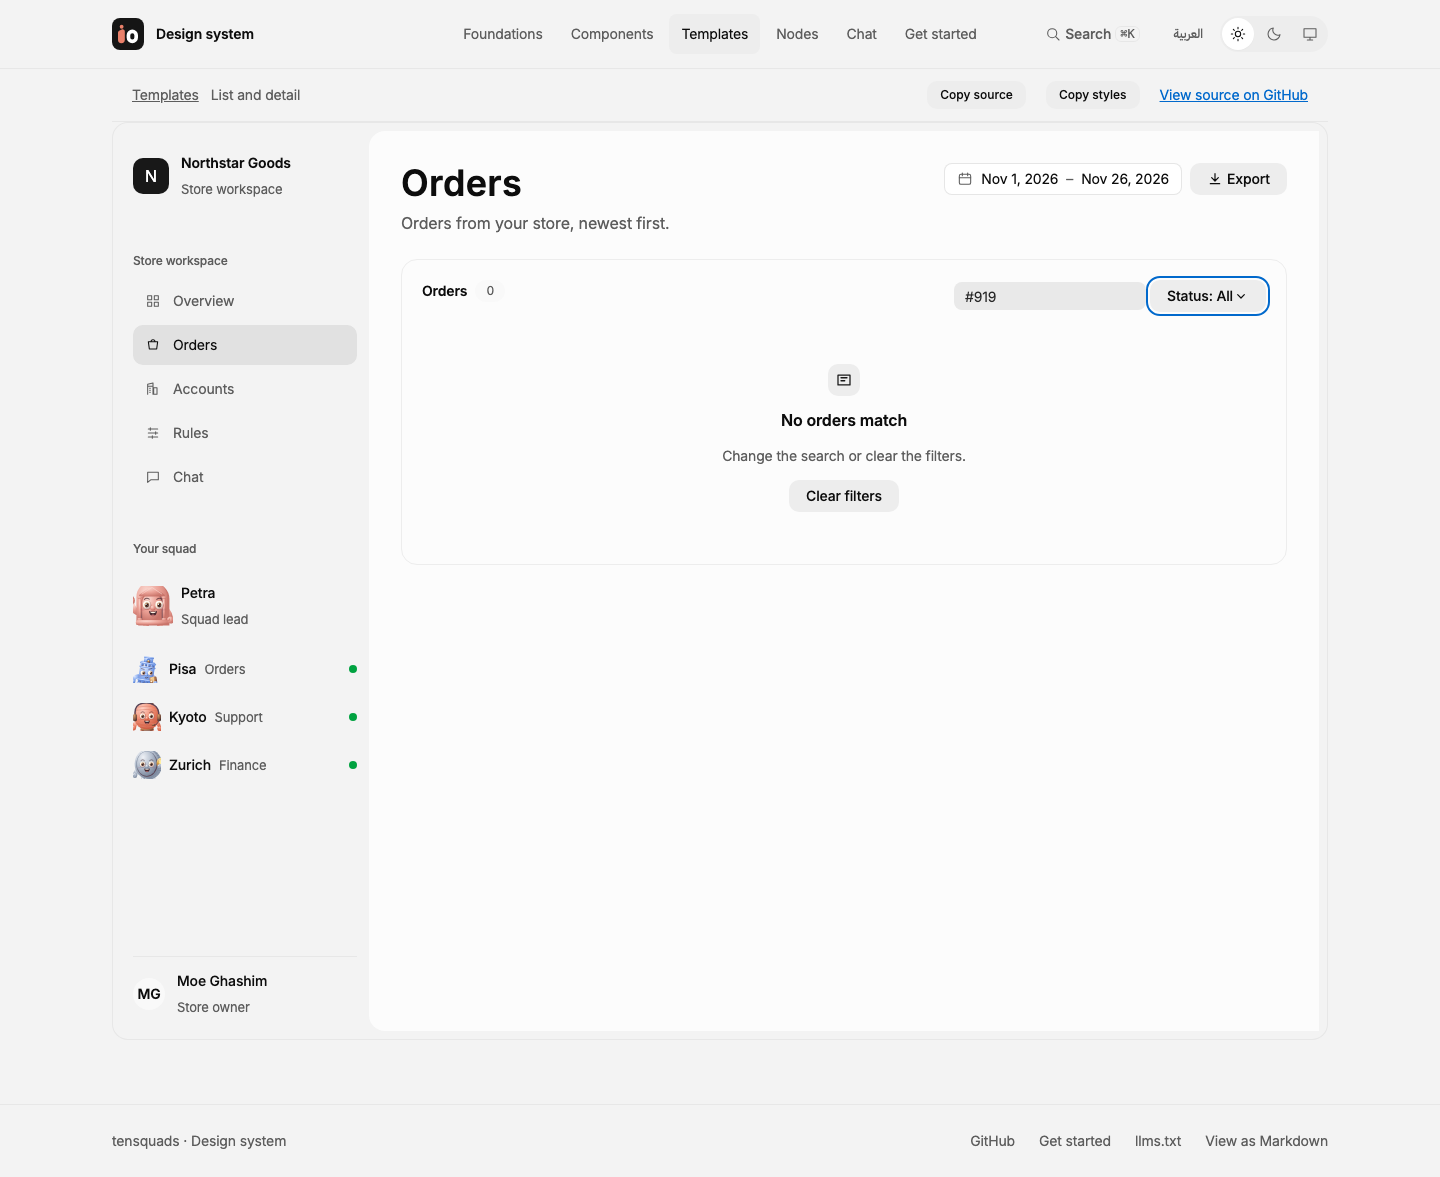 io Design system
Foundations Components Templates Nodes Chat Get started
Search ⌘K
العربية
Templates List and detail
Copy source Copy styles View source on GitHub
N
Northstar Goods
Store workspace
Store workspace
Overview
Orders
Accounts
Rules
Chat
Your squad
Petra
Squad lead
Pisa Orders
Kyoto Support
Zurich Finance
MG
Moe Ghashim
Store owner
Orders
Orders from your store, newest first.
Nov 1, 2026 – Nov 26, 2026
Export
Orders 0
#919
Status: All
No orders match
Change the search or clear the filters.
Clear filters
tensquads · Design system
GitHub Get started llms.txt View as Markdown